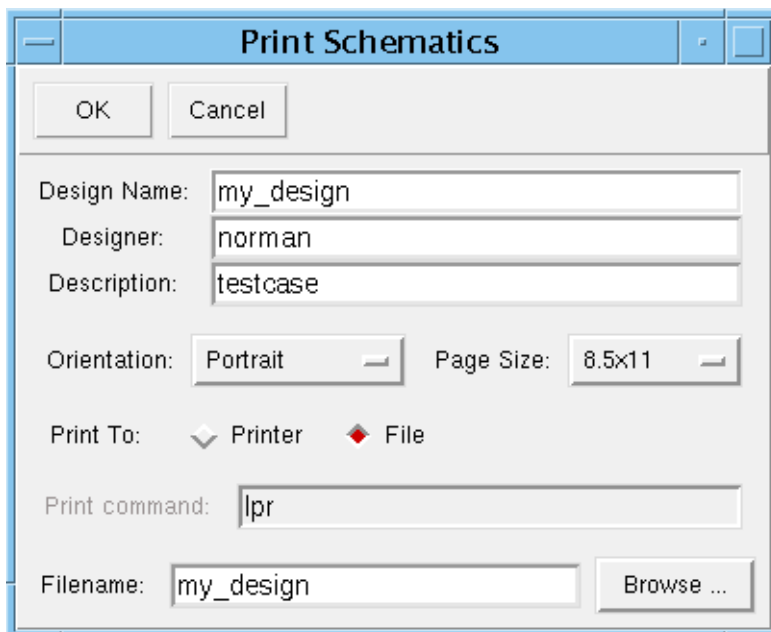 Print Schematics
OK Cancel
Design Name: my_design
Designer: norman
Description: testcase
Orientation: Portrait Page Size: 8.5x11
Print To: Printer File
Print command: lpr
Filename: my_design Browse ...